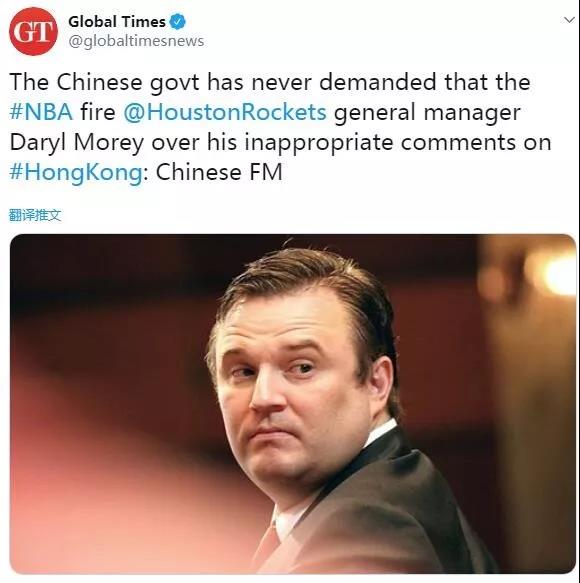 GT
Global Times
@globaltimesnews
The Chinese govt has never demanded that the
#NBA fire @HoustonRockets general manager
Daryl Morey over his inappropriate comments on
#HongKong: Chinese FM
翻译推文